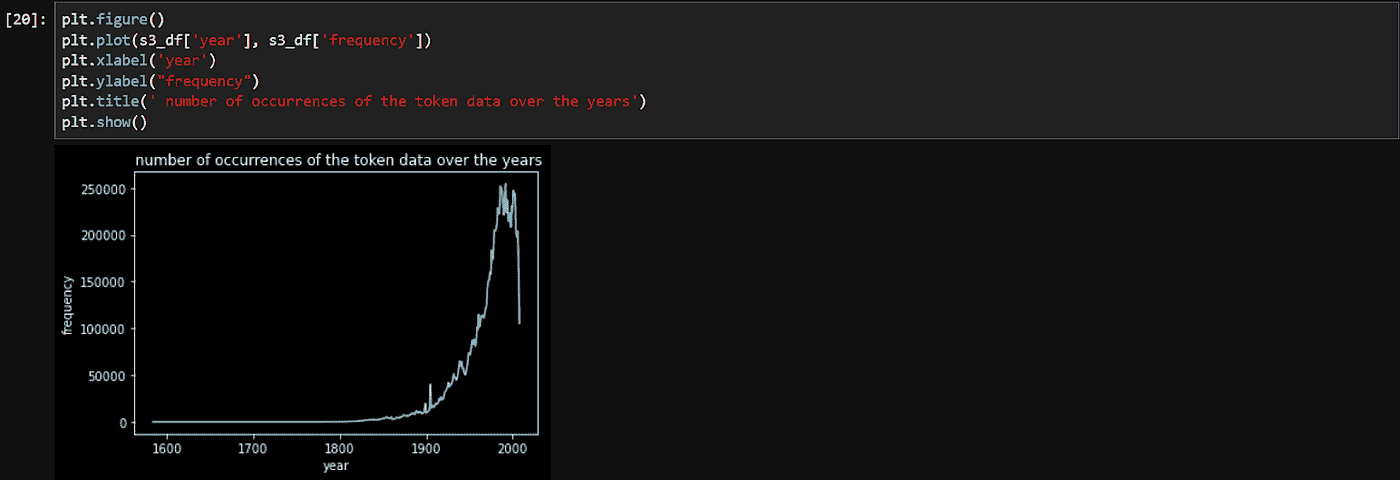 [20]: plt.figure()
plt.plot(s3_df['year'], s3_df['frequency'])
plt.xlabel('year')
plt.ylabel("frequency")
plt.title(' number of occurrences of the token data over the years')
plt.show()
number of occurrences of the token data over the years
250000
200000
150000
100000
50000
0
frequency
1600 1700 1800 1900 2000
year